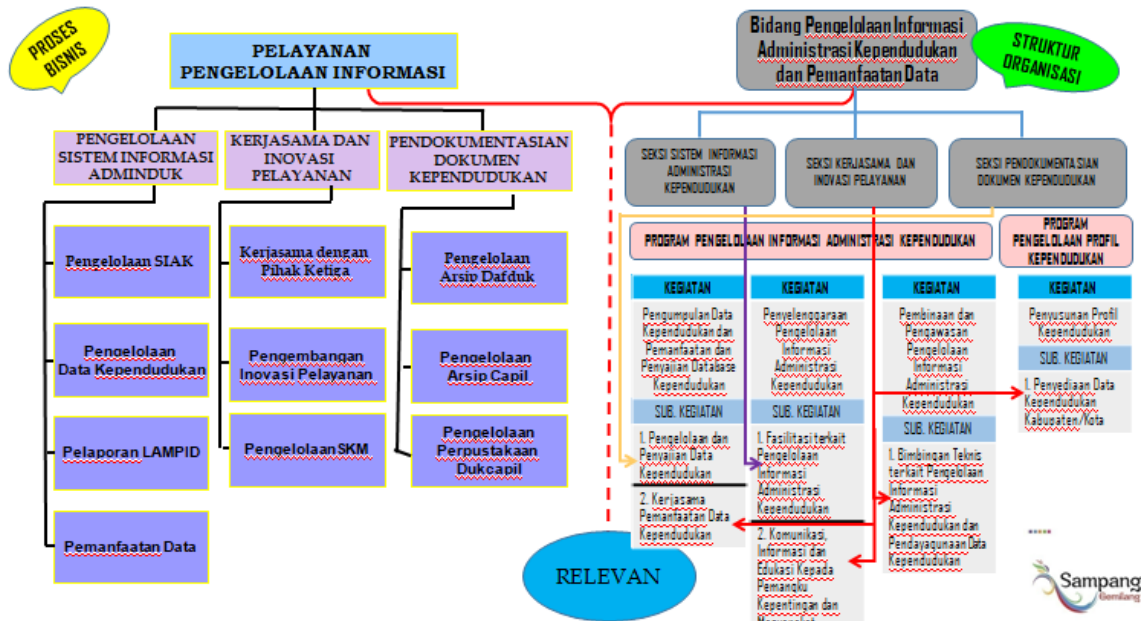 PROSES
BISNIS
PELAYANAN
PENGELOLAAN INFORMASI
PENGELOLAAN
SISTEM INFORMASI
ADMINDUK
KERJASAMA DAN
INOVASI
PELAYANAN
PENDOKUMENTASIAN
DOKUMEN
KEPENDUDUKAN
Pengelolaan SIAK
Pengelolaan
Data Kependudukan
Pelaporan LAMPID
Pemanfaatan Data
Kerjasama dengan
Pihak Ketiga
Pengembangan
Inovasi Pelayanan
Pengelolaan SKM
Pengelolaan
Arsip Dafduk
Pengelolaan
Arsip Capil
Pengelolaan
Perpustakaan
Dukcapil
RELEVAN
Bidang Pengelolaan Informasi
Administrasi Kependudukan
dan Pemanfaatan Data
STRUKTUR
ORGANISASI
SEKSI SISTEM INFORMASI
ADMINISTRASI
KEPENDUDUKAN
SEKSI KERJASAMA DAN
INOVASI PELAYANAN
SEKSI PENDOKUMENTASIAN
DOKUMEN KEPENDUDUKAN
PROGRAM PENGELOLAAN INFORMASI ADMINISTRASI KEPENDUDUKAN
PROGRAM
PENGELOLAAN PROFIL
KEPENDUDUKAN
KEGIATAN
Pengumpulan Data
Kependudukan dan
Pemanfaatan dan
Penyajian Database
Kependudukan
SUB. KEGIATAN
1. Pengelolaan dan
Penyajian Data
Kependudukan
2. Kerjasama
Pemanfaatan Data
Kependudukan
KEGIATAN
Penyelenggaraan
Pengelolaan
Informasi
Administrasi
Kependudukan
SUB. KEGIATAN
1. Fasilitasi terkait
Pengelolaan
Informasi
Administrasi
Kependudukan
2. Komunikasi,
Informasi dan
Edukasi Kepada
Pemangku
Kepentingan dan
KEGIATAN
Pembinaan dan
Pengawasan
Pengelolaan
Informasi
Administrasi
Kependudukan
SUB. KEGIATAN
1. Bimbingan Teknis
terkait Pengelolaan
Informasi
Administrasi
Kependudukan dan
Pendayagunaan Data
Kependudukan
KEGIATAN
Penyusunan Profil
Kependudukan
SUB. KEGIATAN
1. Penyediaan Data
Kependudukan
Kabupaten/Kota
.....
Sampang
Gemilang